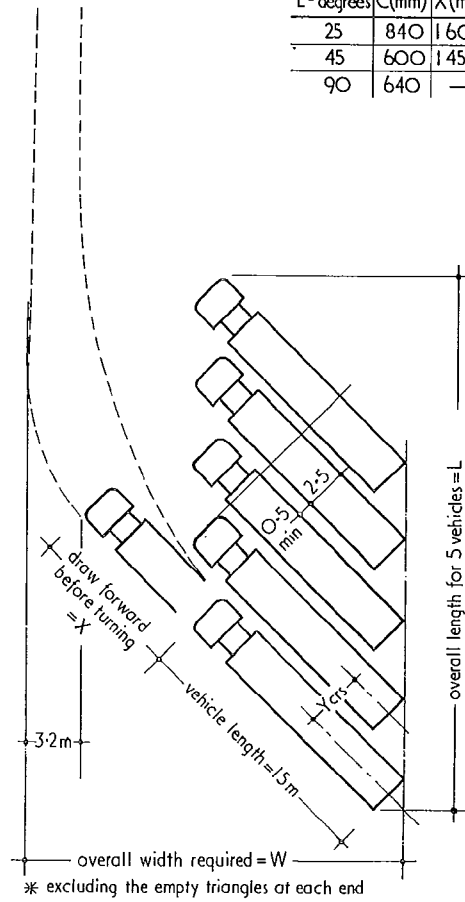 degrees C(mm) X(m
25 840 160
45 600 145
90 640 —
2·5
0·5
min
draw forward
before turning
=X
vehicle length=15m
Y crs
overall length for 5 vehicles=L
3·2m
overall width required=W
* excluding the empty triangles at each end